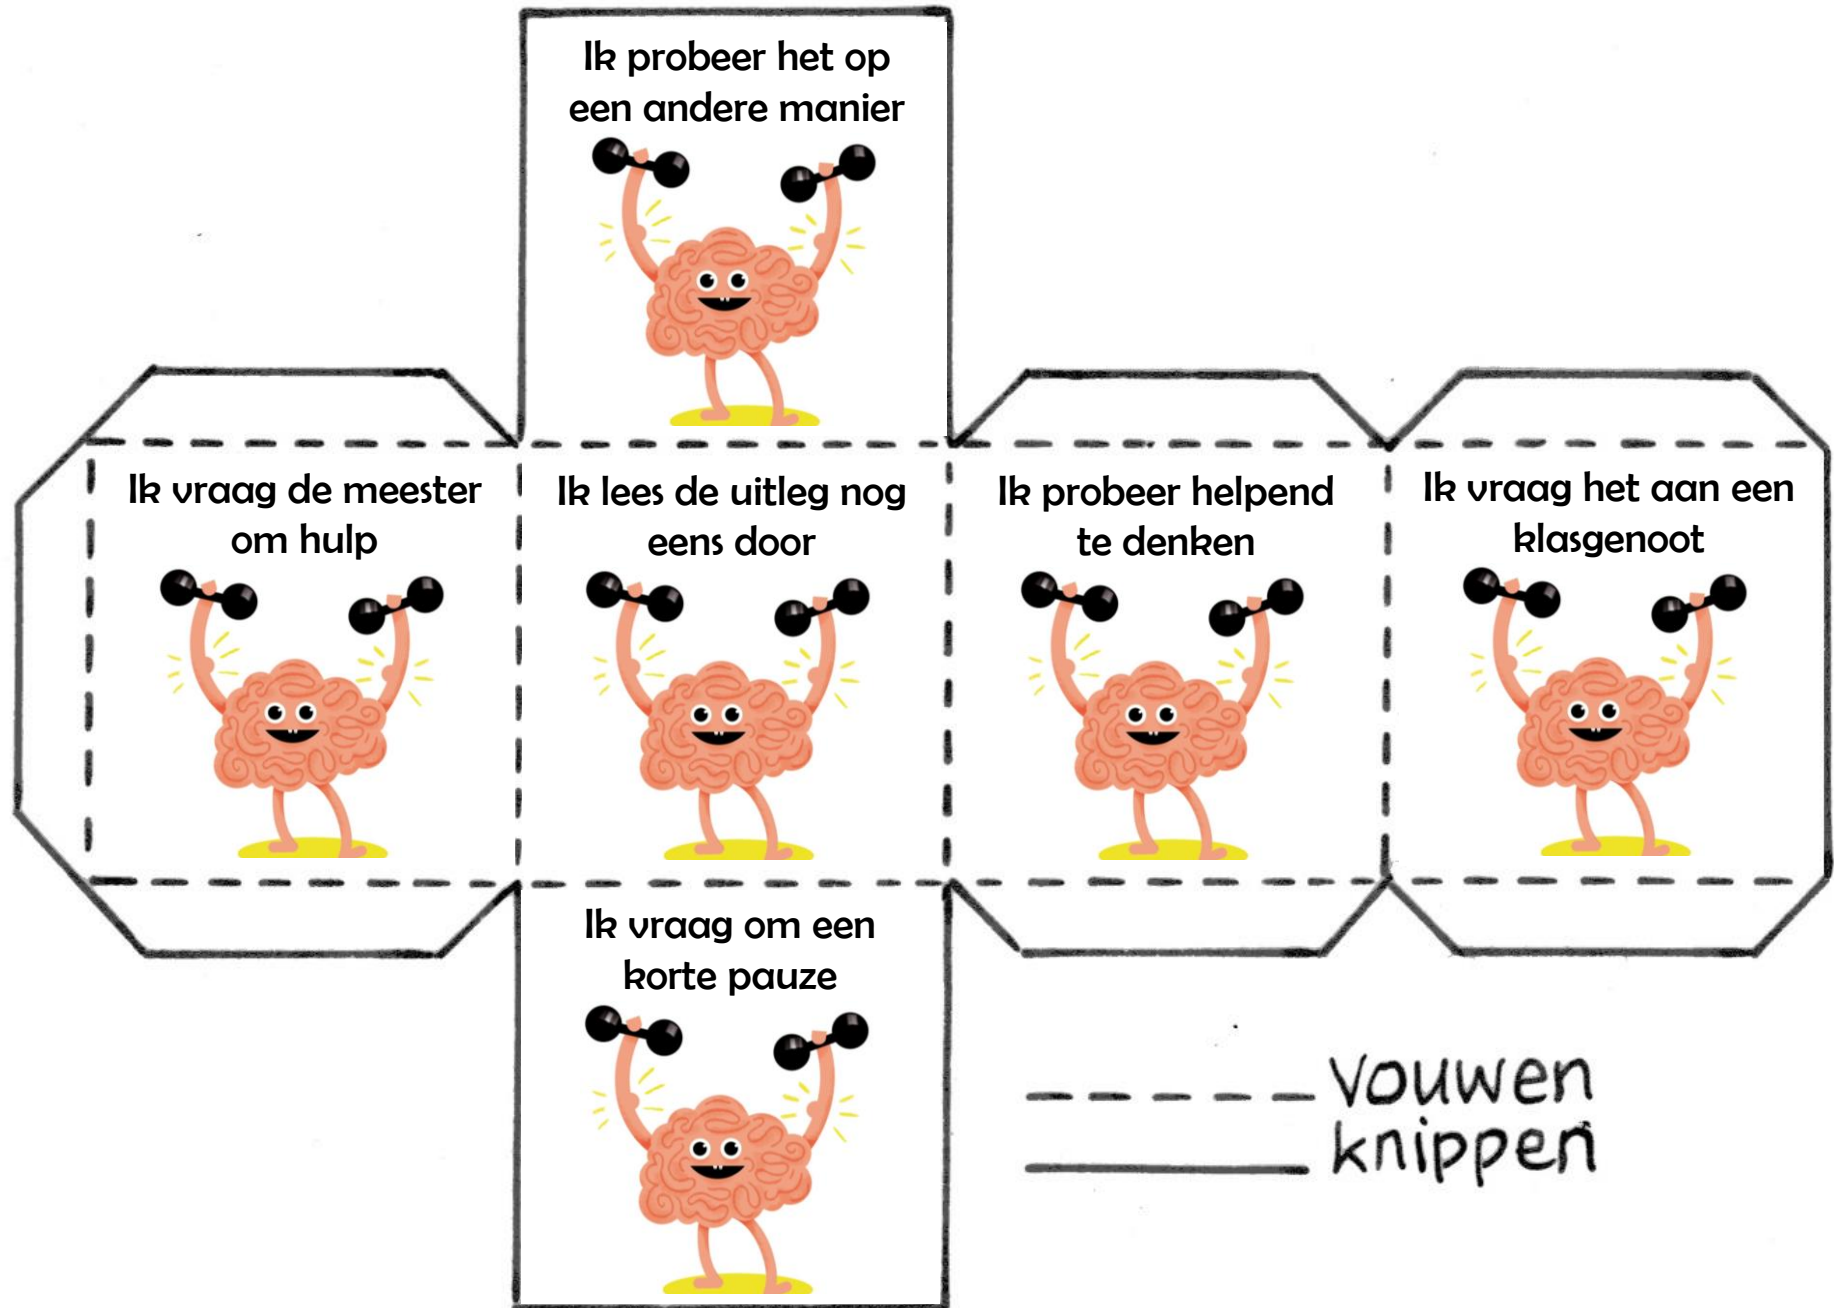 Ik probeer het op
een andere manier
Ik vraag de meester
om hulp
Ik lees de uitleg nog
eens door
Ik probeer helpend
te denken
Ik vraag het aan een
klasgenoot
Ik vraag om een
korte pauze
Vouwen
knippen